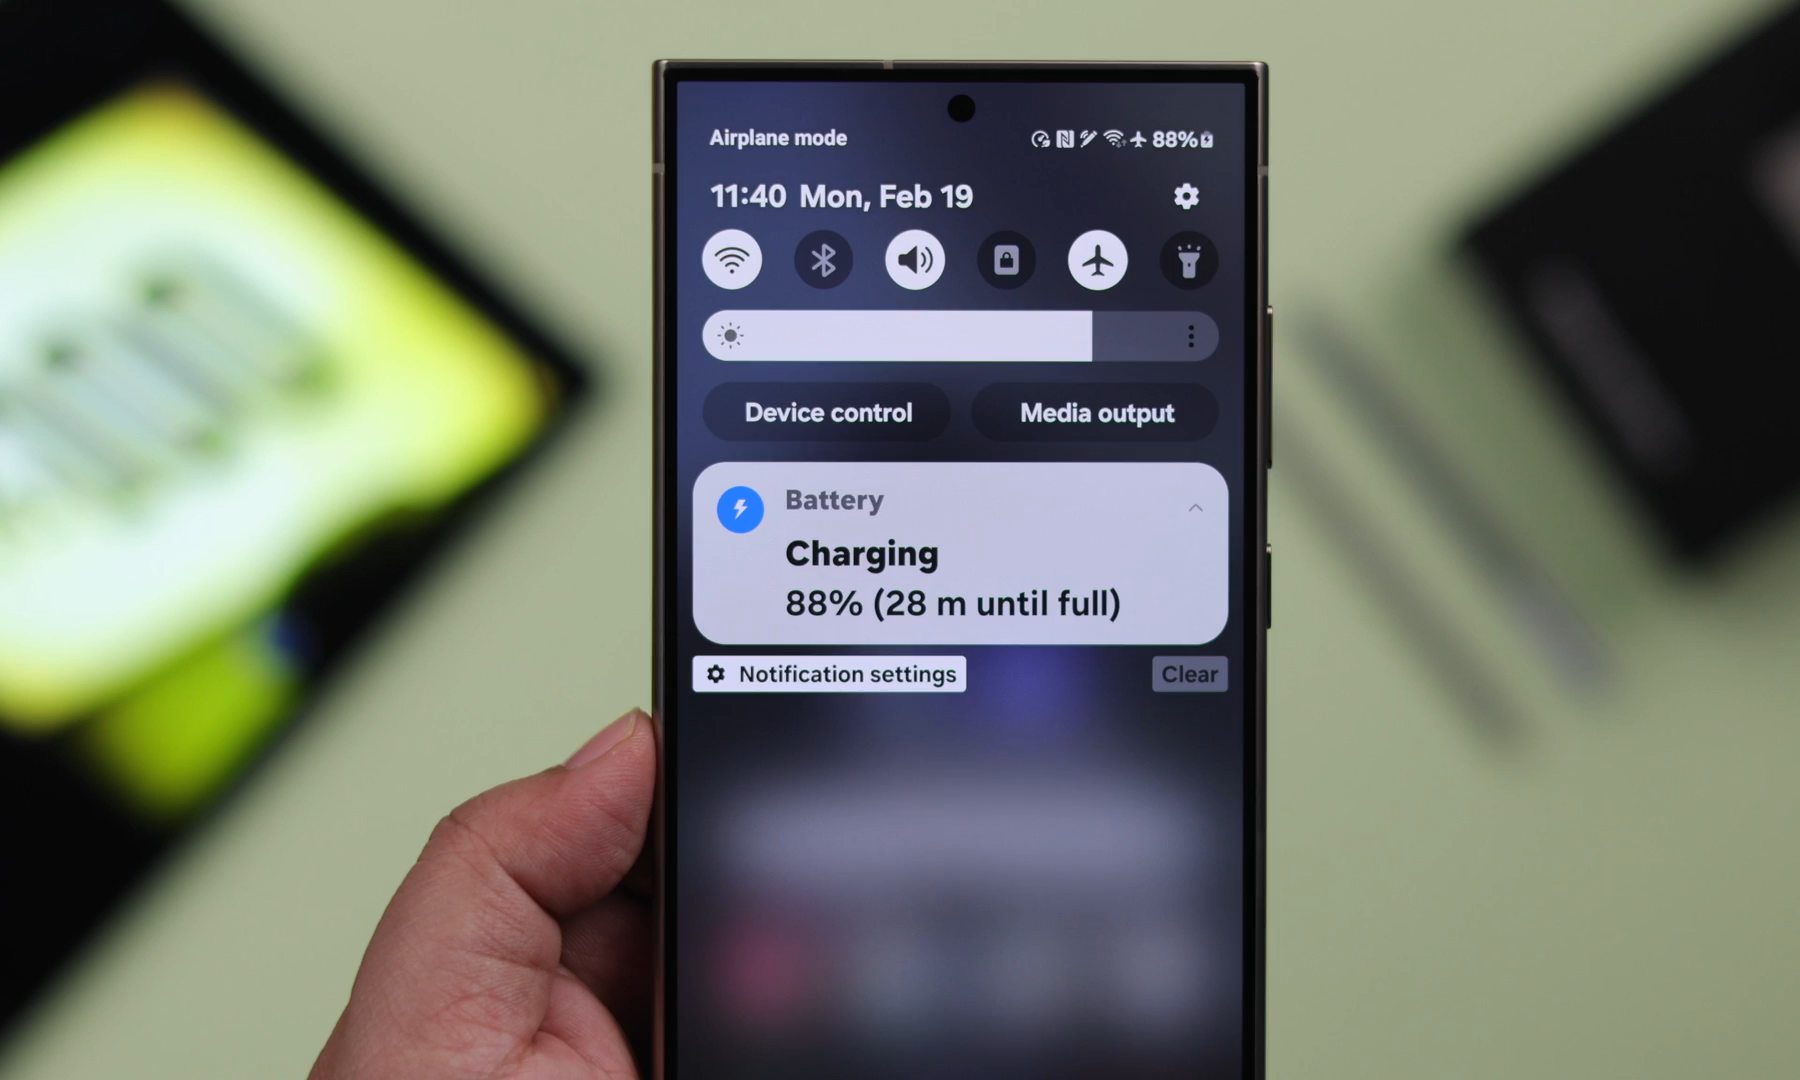 Airplane mode 88%
11:40 Mon, Feb 19
Device control Media output
Battery
Charging
88% (28 m until full)
Notification settings Clear